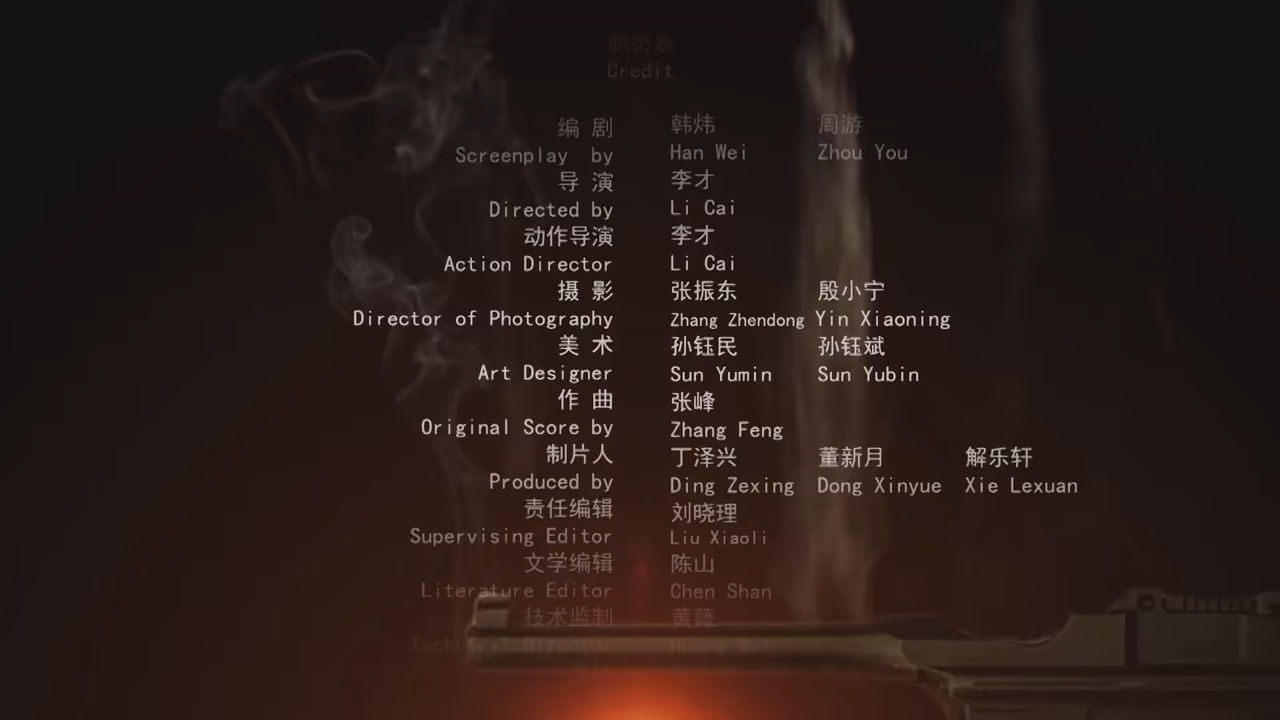 职员表
Credit
编 剧 韩炜 周游
Screenplay by Han Wei Zhou You
导 演 李才
Directed by Li Cai
动作导演 李才
Action Director Li Cai
摄 影 张振东 殷小宁
Director of Photography Zhang Zhendong Yin Xiaoning
美 术 孙钰民 孙钰斌
Art Designer Sun Yumin Sun Yubin
作 曲 张峰
Original Score by Zhang Feng
制片人 丁泽兴 董新月 解乐轩
Produced by Ding Zexing Dong Xinyue Xie Lexuan
责任编辑 刘晓理
Supervising Editor Liu Xiaoli
文学编辑 陈山
Literature Editor Chen Shan
技术监制 黄薇
Director